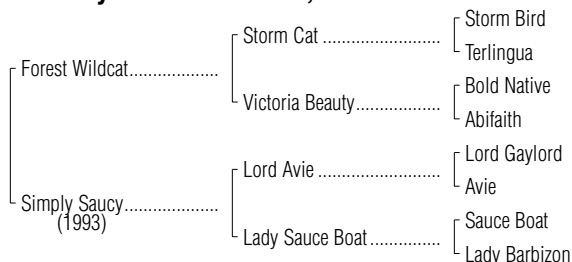 Storm Bird
Storm Cat ........................
Terlingua
Forest Wildcat..................
Bold Native
Victoria Beauty.................
Abifaith
Lord Gaylord
Lord Avie .........................
Avie
Simply Saucy...................
(1993)
Sauce Boat
Lady Sauce Boat..............
Lady Barbizon